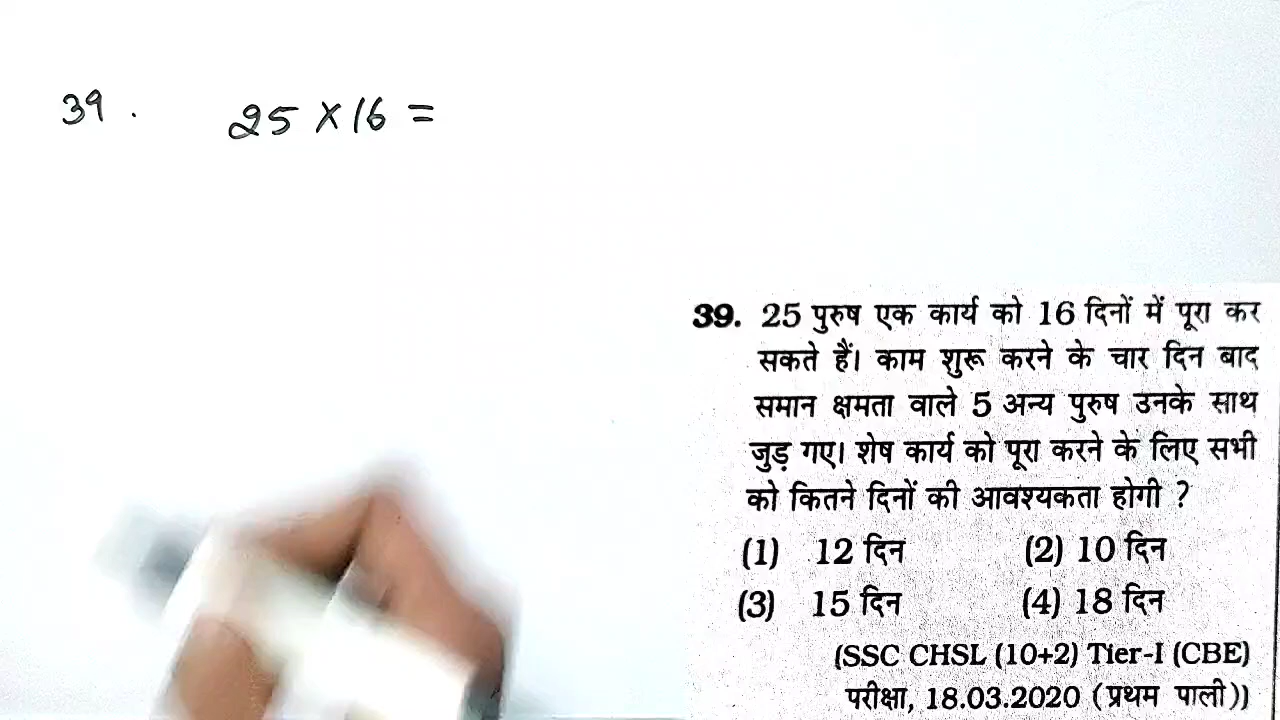 39. 25 × 16 =
39. 25 पुरुष एक कार्य को 16 दिनों में पूरा कर
सकते हैं। काम शुरू करने के चार दिन बाद
समान क्षमता वाले 5 अन्य पुरुष उनके साथ
जुड़ गए। शेष कार्य को पूरा करने के लिए सभी
को कितने दिनों की आवश्यकता होगी ?
(1) 12 दिन (2) 10 दिन
(3) 15 दिन (4) 18 दिन
(SSC CHSL (10+2) Tier-I (CBE)
परीक्षा, 18.03.2020 (प्रथम पाली))